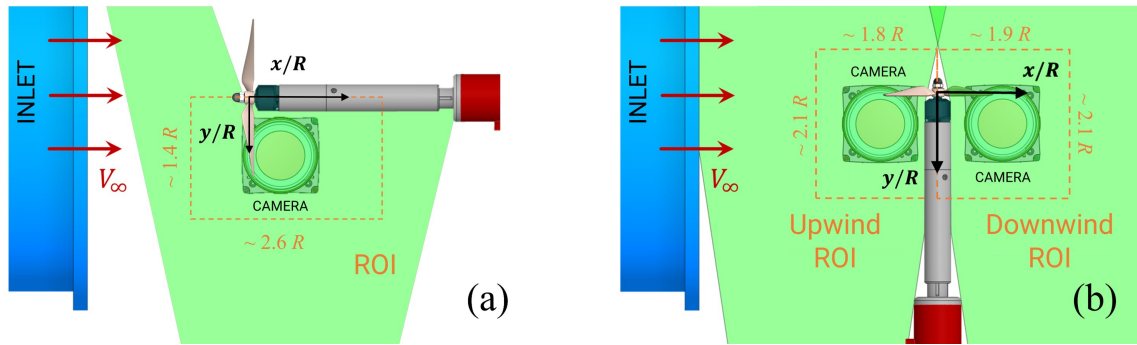 INLET
V∞
x/R
y/R
~ 1.4 R
CAMERA
~ 2.6 R
ROI
(a)
INLET
V∞
~ 1.8 R
~ 1.9 R
CAMERA
x/R
~ 2.1 R
~ 2.1 R
y/R
CAMERA
Upwind
ROI
Downwind
ROI
(b)